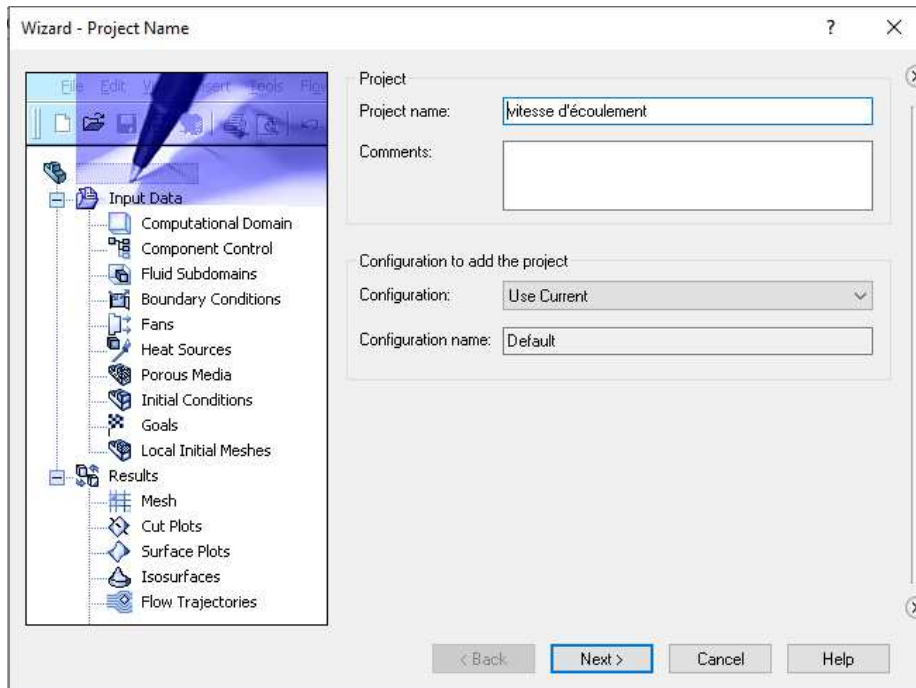 Wizard - Project Name
File Edit View Insert Tools Flow
Input Data
Computational Domain
Component Control
Fluid Subdomains
Boundary Conditions
Fans
Heat Sources
Porous Media
Initial Conditions
Goals
Local Initial Meshes
Results
Mesh
Cut Plots
Surface Plots
Isosurfaces
Flow Trajectories
Project
Project name: vitesse d'écoulement
Comments:
Configuration to add the project
Configuration: Use Current
Configuration name: Default
< Back Next > Cancel Help